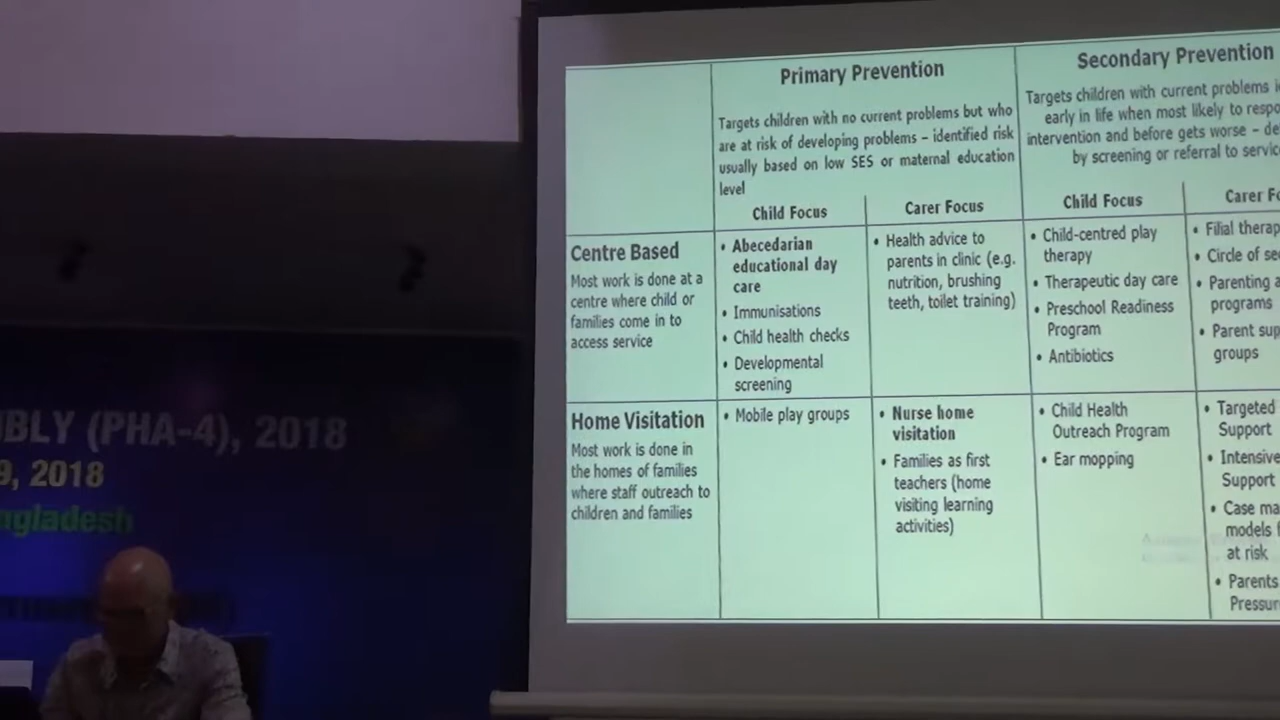 Primary Prevention
Targets children with no current problems but who
are at risk of developing problems – identified risk
usually based on low SES or maternal education
level
Secondary Prevention
Targets children with current problems
early in life when most likely to
intervention and before gets worse –
by screening or referral to
Child Focus
Carer Focus
Child Focus
Carer
Centre Based
Most work is done at a
centre where child or
families come in to
access service
• Abecedarian
educational day
care
• Immunisations
• Child health checks
• Developmental
screening
• Health advice to
parents in clinic (e.g.
nutrition, brushing
teeth, toilet training)
• Child-centred play
therapy
• Therapeutic day care
• Preschool Readiness
Program
• Antibiotics
• Filial
• Circle of
• Parenting
programs
• Parent
groups
Home Visitation
Most work is done in
the homes of families
where staff outreach to
children and families
• Mobile play groups
• Nurse home
visitation
• Families as first
teachers (home
visiting learning
activities)
• Child Health
Outreach Program
• Ear mopping
• Targeted
Support
• Intensive
Support
• Case
models
at risk
• Parents
BLY (PHA-4), 2018
9, 2018
ngladesh